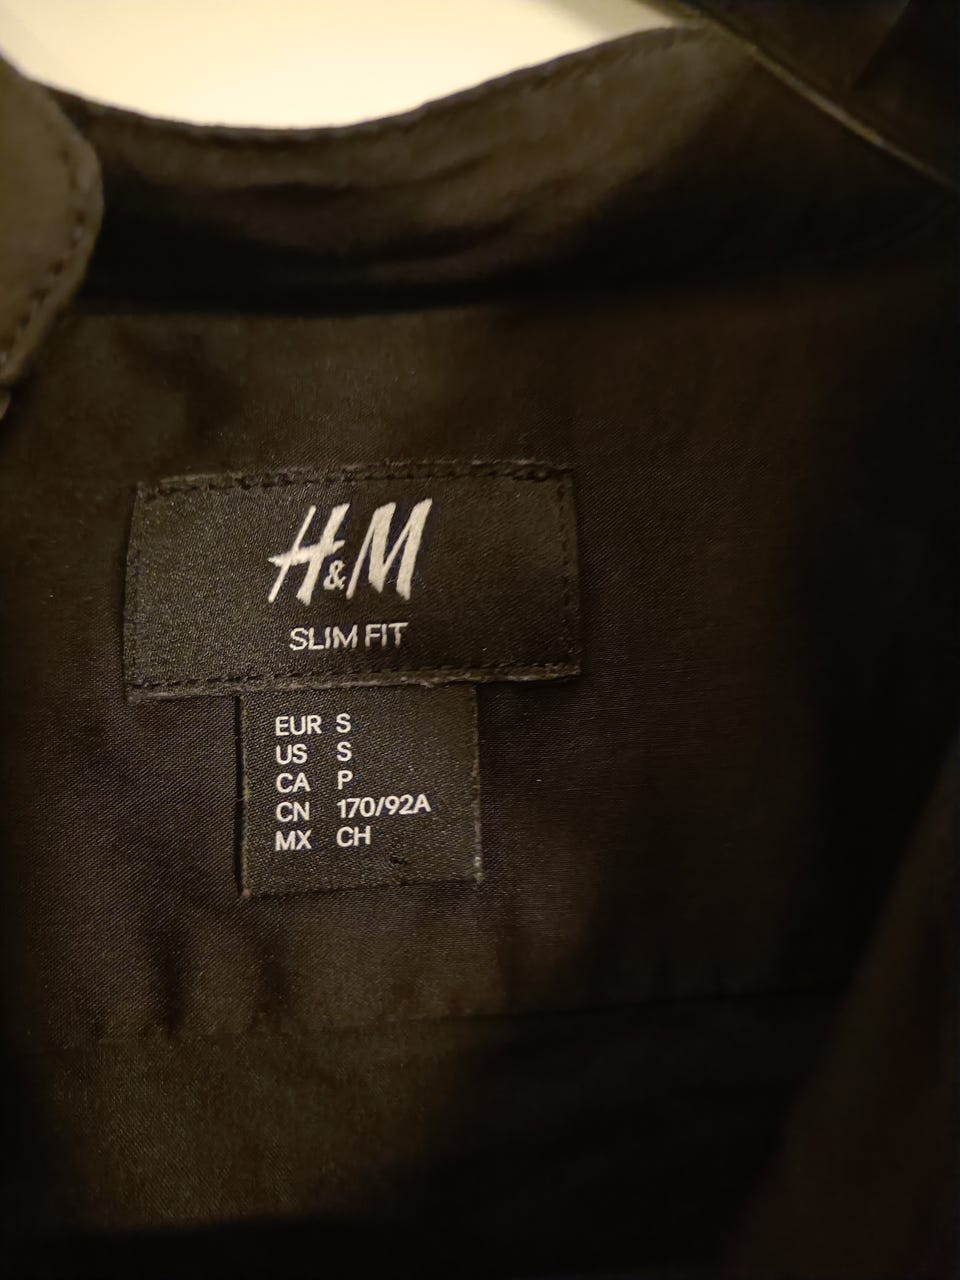 H&M
SLIM FIT
EUR S
US S
CA P
CN 170/92A
MX CH